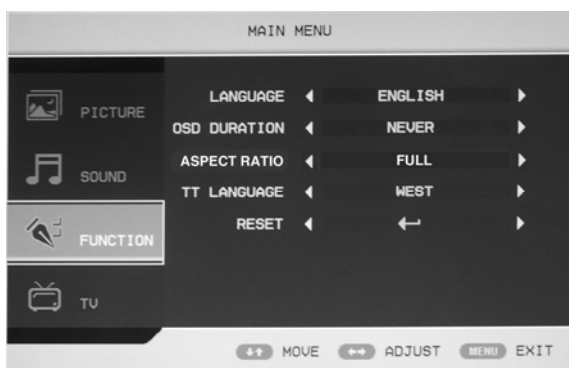 MAIN MENU
PICTURE
SOUND
FUNCTION
TV
LANGUAGE ENGLISH
OSD DURATION NEVER
ASPECT RATIO FULL
TT LANGUAGE WEST
RESET
MOVE ADJUST MENU EXIT